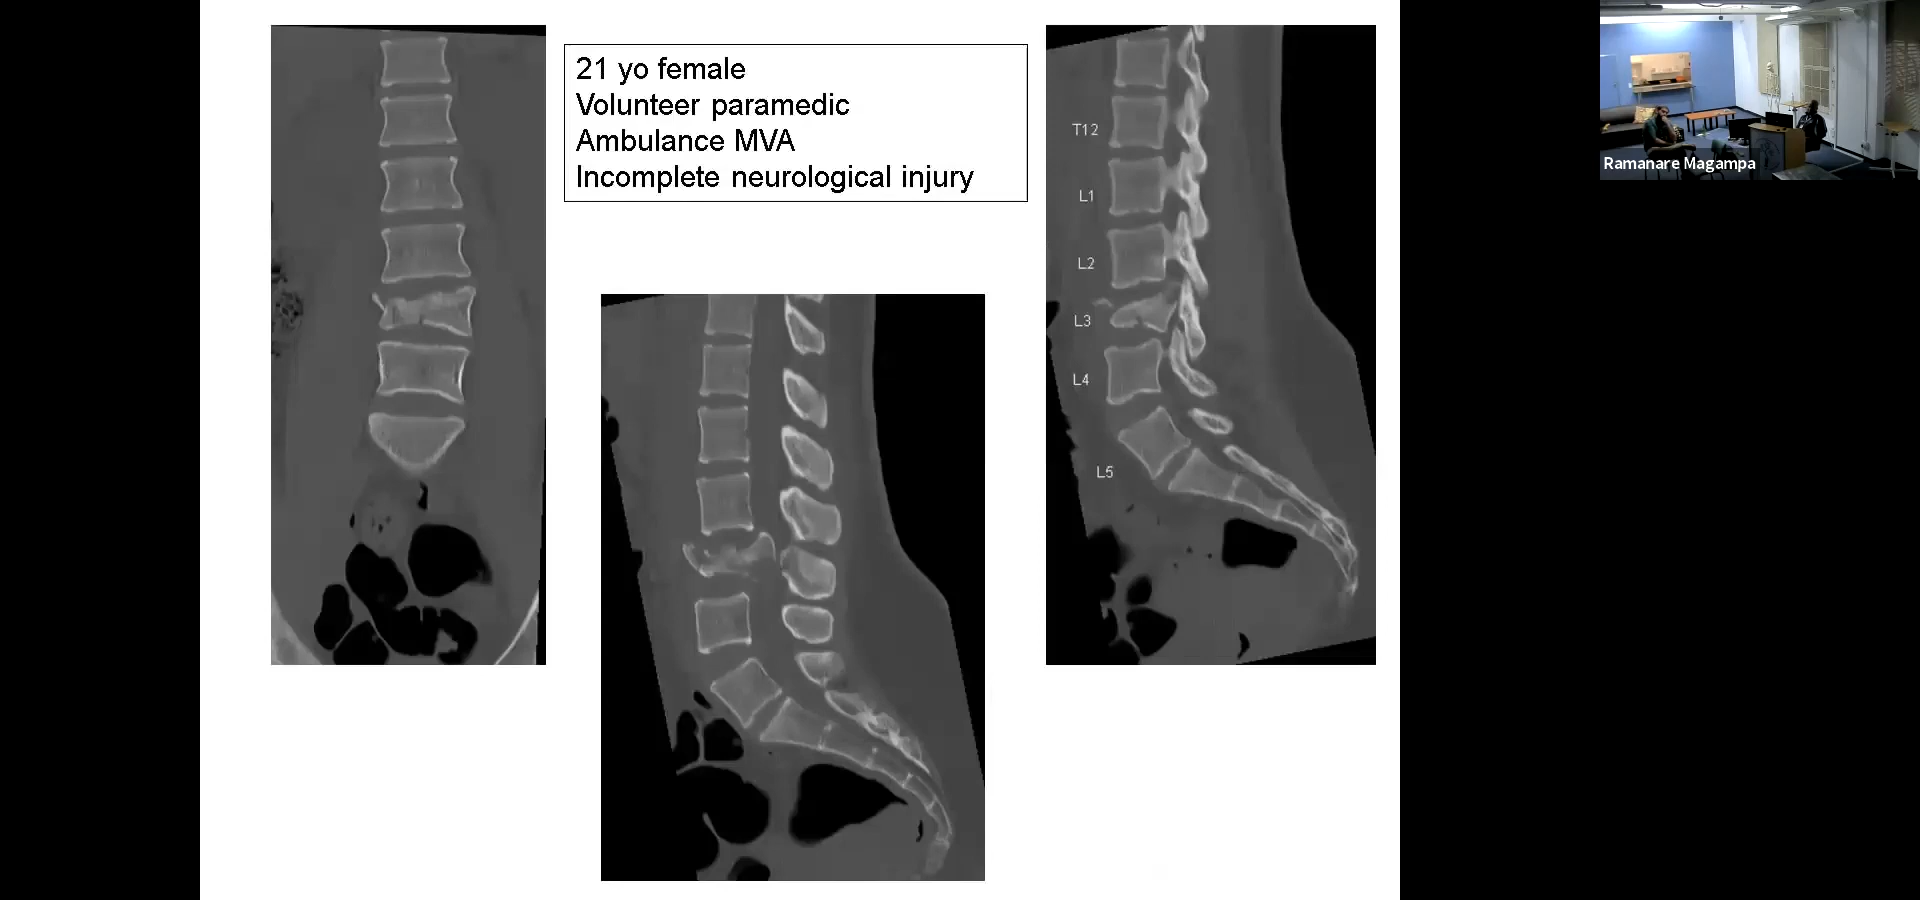 21 yo female
Volunteer paramedic
Ambulance MVA
Incomplete neurological injury
T12
L1
L2
L3
L4
L5
Ramanare Magampa